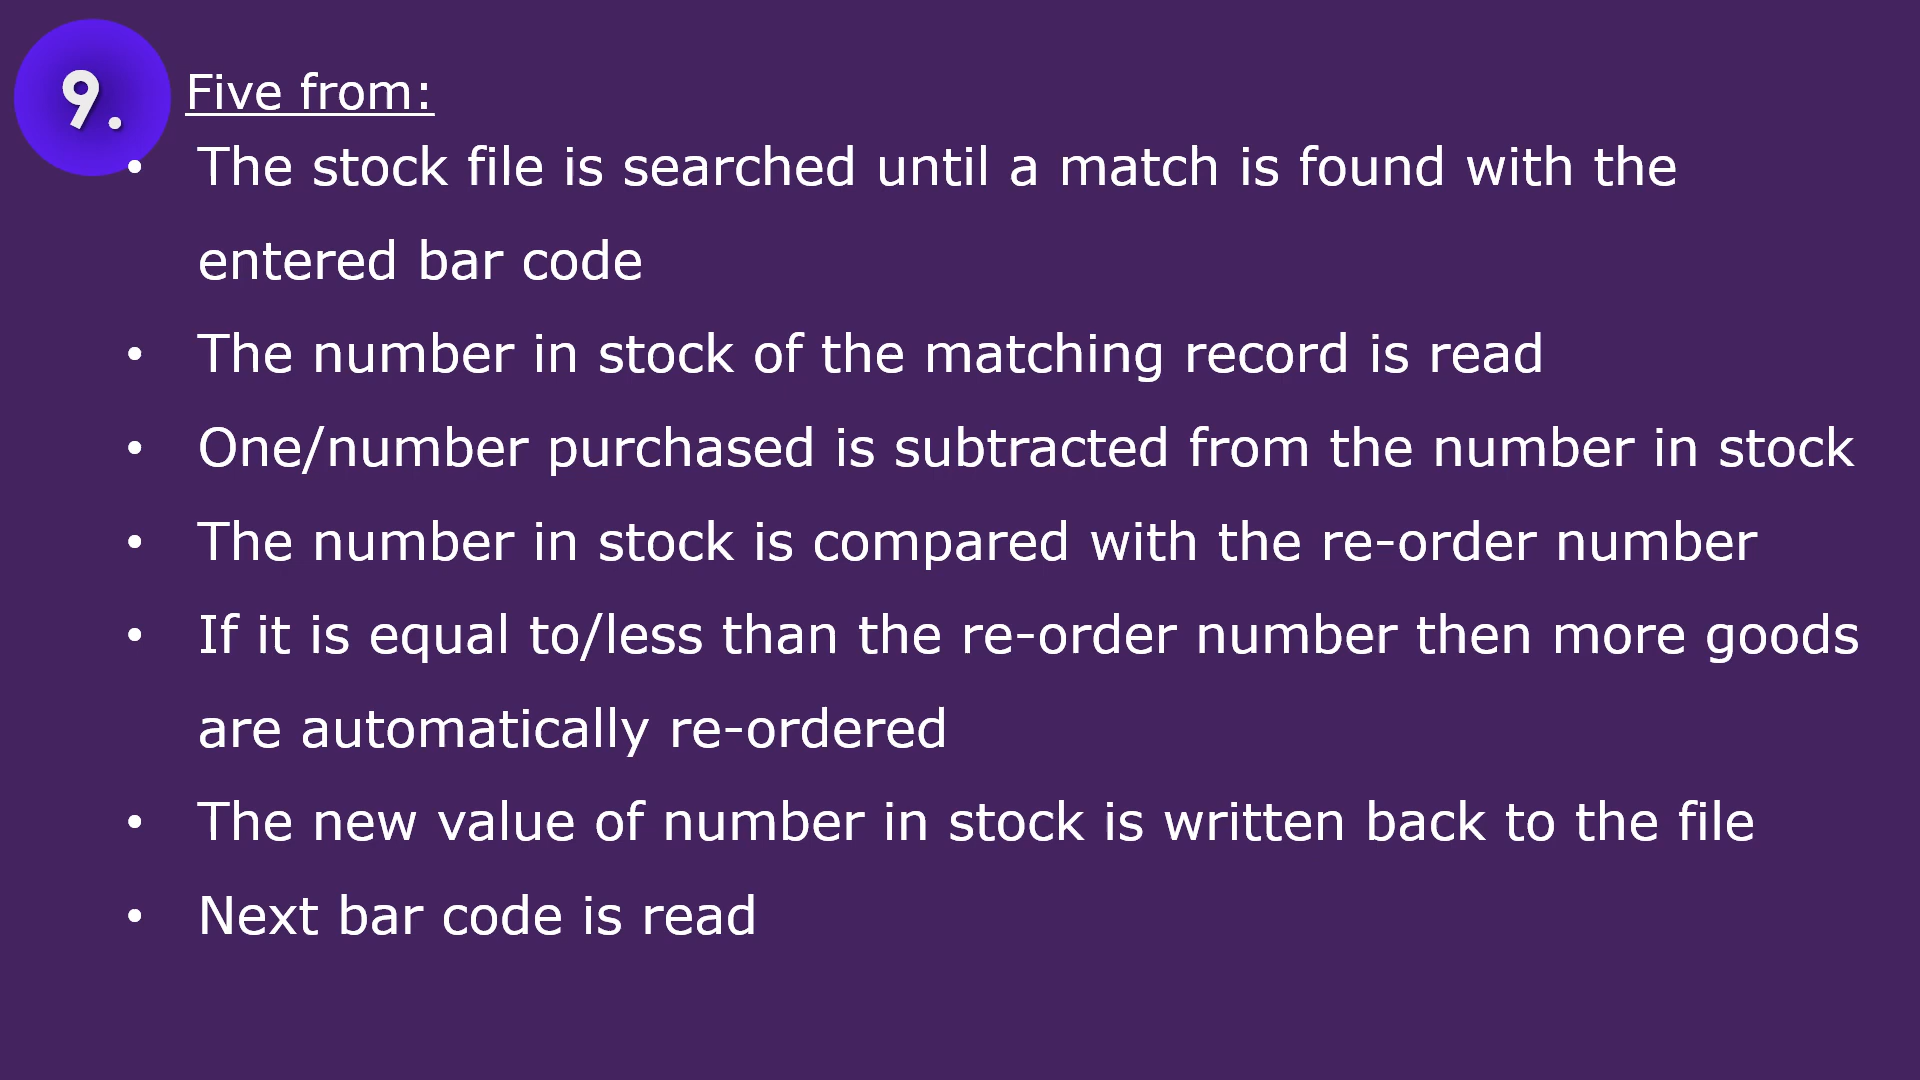 9.
Five from:
• The stock file is searched until a match is found with the
entered bar code
• The number in stock of the matching record is read
• One/number purchased is subtracted from the number in stock
• The number in stock is compared with the re-order number
• If it is equal to/less than the re-order number then more goods
are automatically re-ordered
• The new value of number in stock is written back to the file
• Next bar code is read